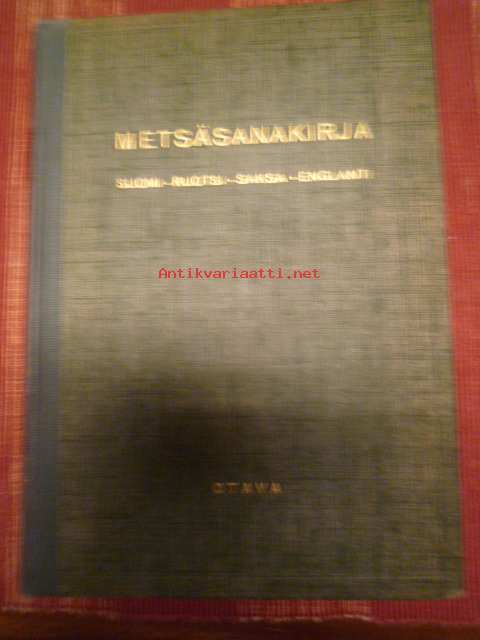 METSÄSANAKIRJA
SUOMI-RUOTSI-SAKSA-ENGLANTI
Antikvariaatti.net
OTAVA